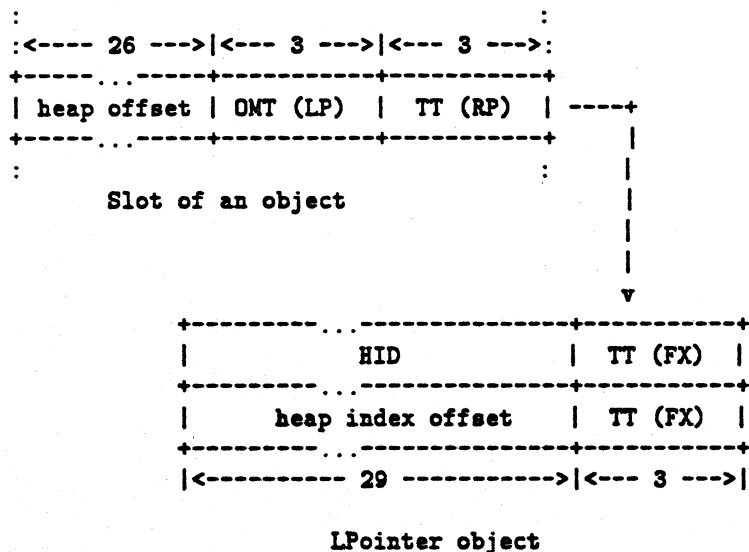 :                                          :
:<---- 26 --->|<--- 3 --->|<--- 3 --->:
+-----...-----+-----------+-----------+
| heap offset | OMT (LP)  |  TT (RP)  | ----+
+-----...-----+-----------+-----------+     |
:                                     :     |
Slot of an object                           |
|
|
|
v
+---------...--------------+-----------+
|           HID            |  TT (FX)  |
+---------...--------------+-----------+
|    heap index offset     |  TT (FX)  |
+---------...--------------+-----------+
|<---------- 29 ---------->|<--- 3 --->|
LPointer object